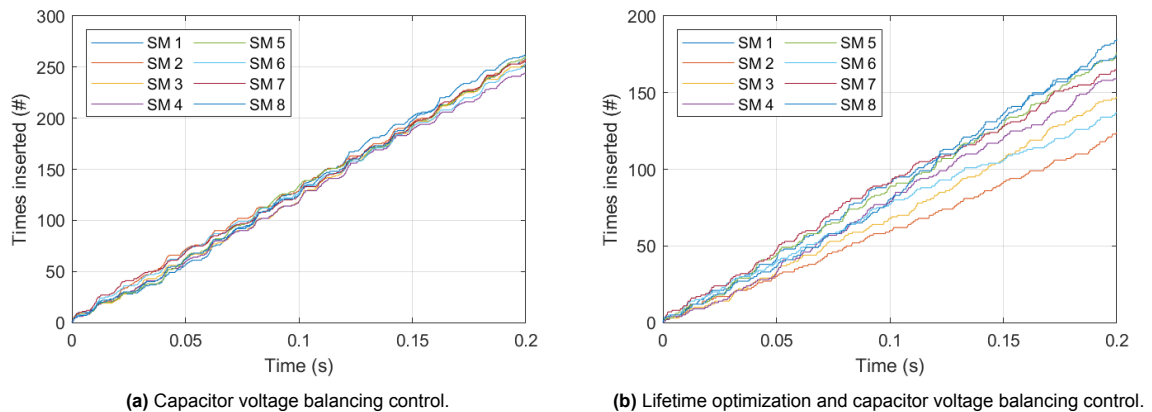 300
250
200
150
100
50
0
Times inserted (#)
SM 1
SM 2
SM 3
SM 4
SM 5
SM 6
SM 7
SM 8
0 0.05 0.1 0.15 0.2
Time (s)
(a) Capacitor voltage balancing control.
200
150
100
50
0
Times inserted (#)
SM 1
SM 2
SM 3
SM 4
SM 5
SM 6
SM 7
SM 8
0 0.05 0.1 0.15 0.2
Time (s)
(b) Lifetime optimization and capacitor voltage balancing control.